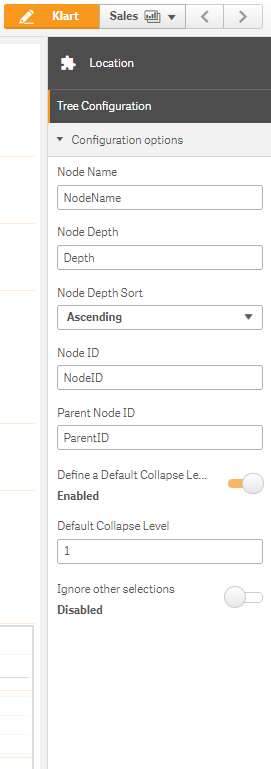 Klart
Sales
Location
Tree Configuration
Configuration options
Node Name
NodeName
Node Depth
Depth
Node Depth Sort
Ascending
Node ID
NodeID
Parent Node ID
ParentID
Define a Default Collapse Le...
Enabled
Default Collapse Level
1
Ignore other selections
Disabled